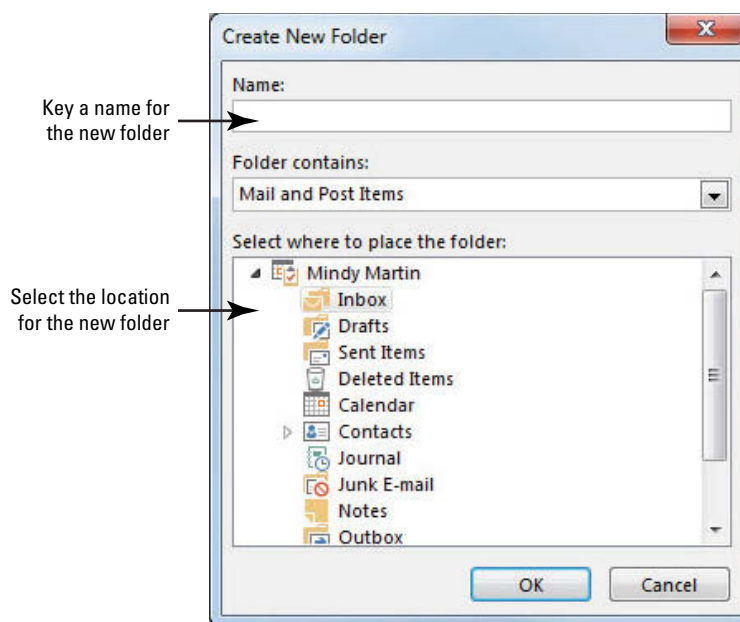 Create New Folder
X
Name:
Key a name for
the new folder
Folder contains:
Mail and Post Items
Select where to place the folder:
Mindy Martin
Inbox
Select the location
for the new folder
Drafts
Sent Items
Deleted Items
Calendar
Contacts
Journal
Junk E-mail
Notes
Outbox
OK
Cancel